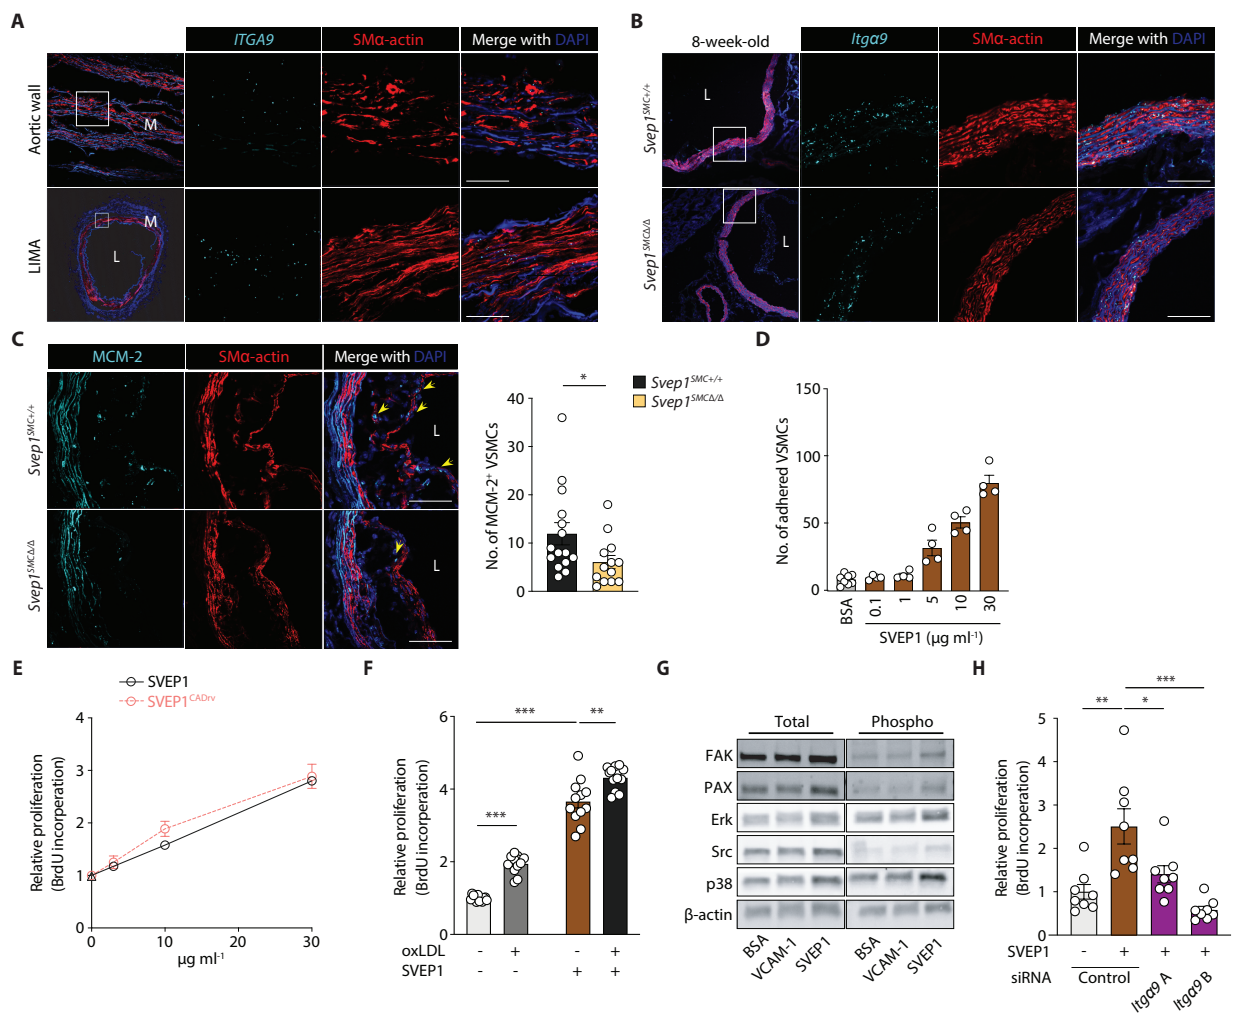 A
ITGA9 SMα-actin Merge with DAPI
Aortic wall
M
LIMA
M
L
B
8-week-old Itgα9 SMα-actin Merge with DAPI
Svep1SMC+/+
L
Svep1SMCΔ/Δ
L
C
MCM-2 SMα-actin Merge with DAPI
Svep1SMC+/+
L
Svep1SMCΔ/Δ
L
*
Svep1SMC+/+
Svep1SMCΔ/Δ
No. of MCM-2+ VSMCs
40
30
20
10
0
D
No. of adhered VSMCs
150
100
50
0
BSA 0.1 1 5 10 30
SVEP1 (μg ml-1)
E
SVEP1
SVEP1CADrv
Relative proliferation
(BrdU incorperation)
4
3
2
1
0
0 10 20 30
μg ml-1
F
*** **
***
Relative proliferation
(BrdU incorperation)
6
4
2
0
oxLDL - + - +
SVEP1 - - + +
G
Total Phospho
FAK
PAX
Erk
Src
p38
β-actin
BSA VCAM-1 SVEP1 BSA VCAM-1 SVEP1
H
***
** *
Relative proliferation
(BrdU incorperation)
5
4
3
2
1
0
SVEP1 - + + +
siRNA Control Itgα9 A Itgα9 B